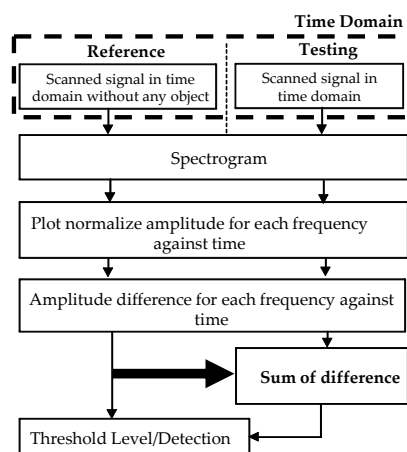 Time Domain
Reference
Testing
Scanned signal in time
domain without any object
Scanned signal in
time domain
Spectrogram
Plot normalize amplitude for each frequency
against time
Amplitude difference for each frequency against
time
Sum of difference
Threshold Level/Detection